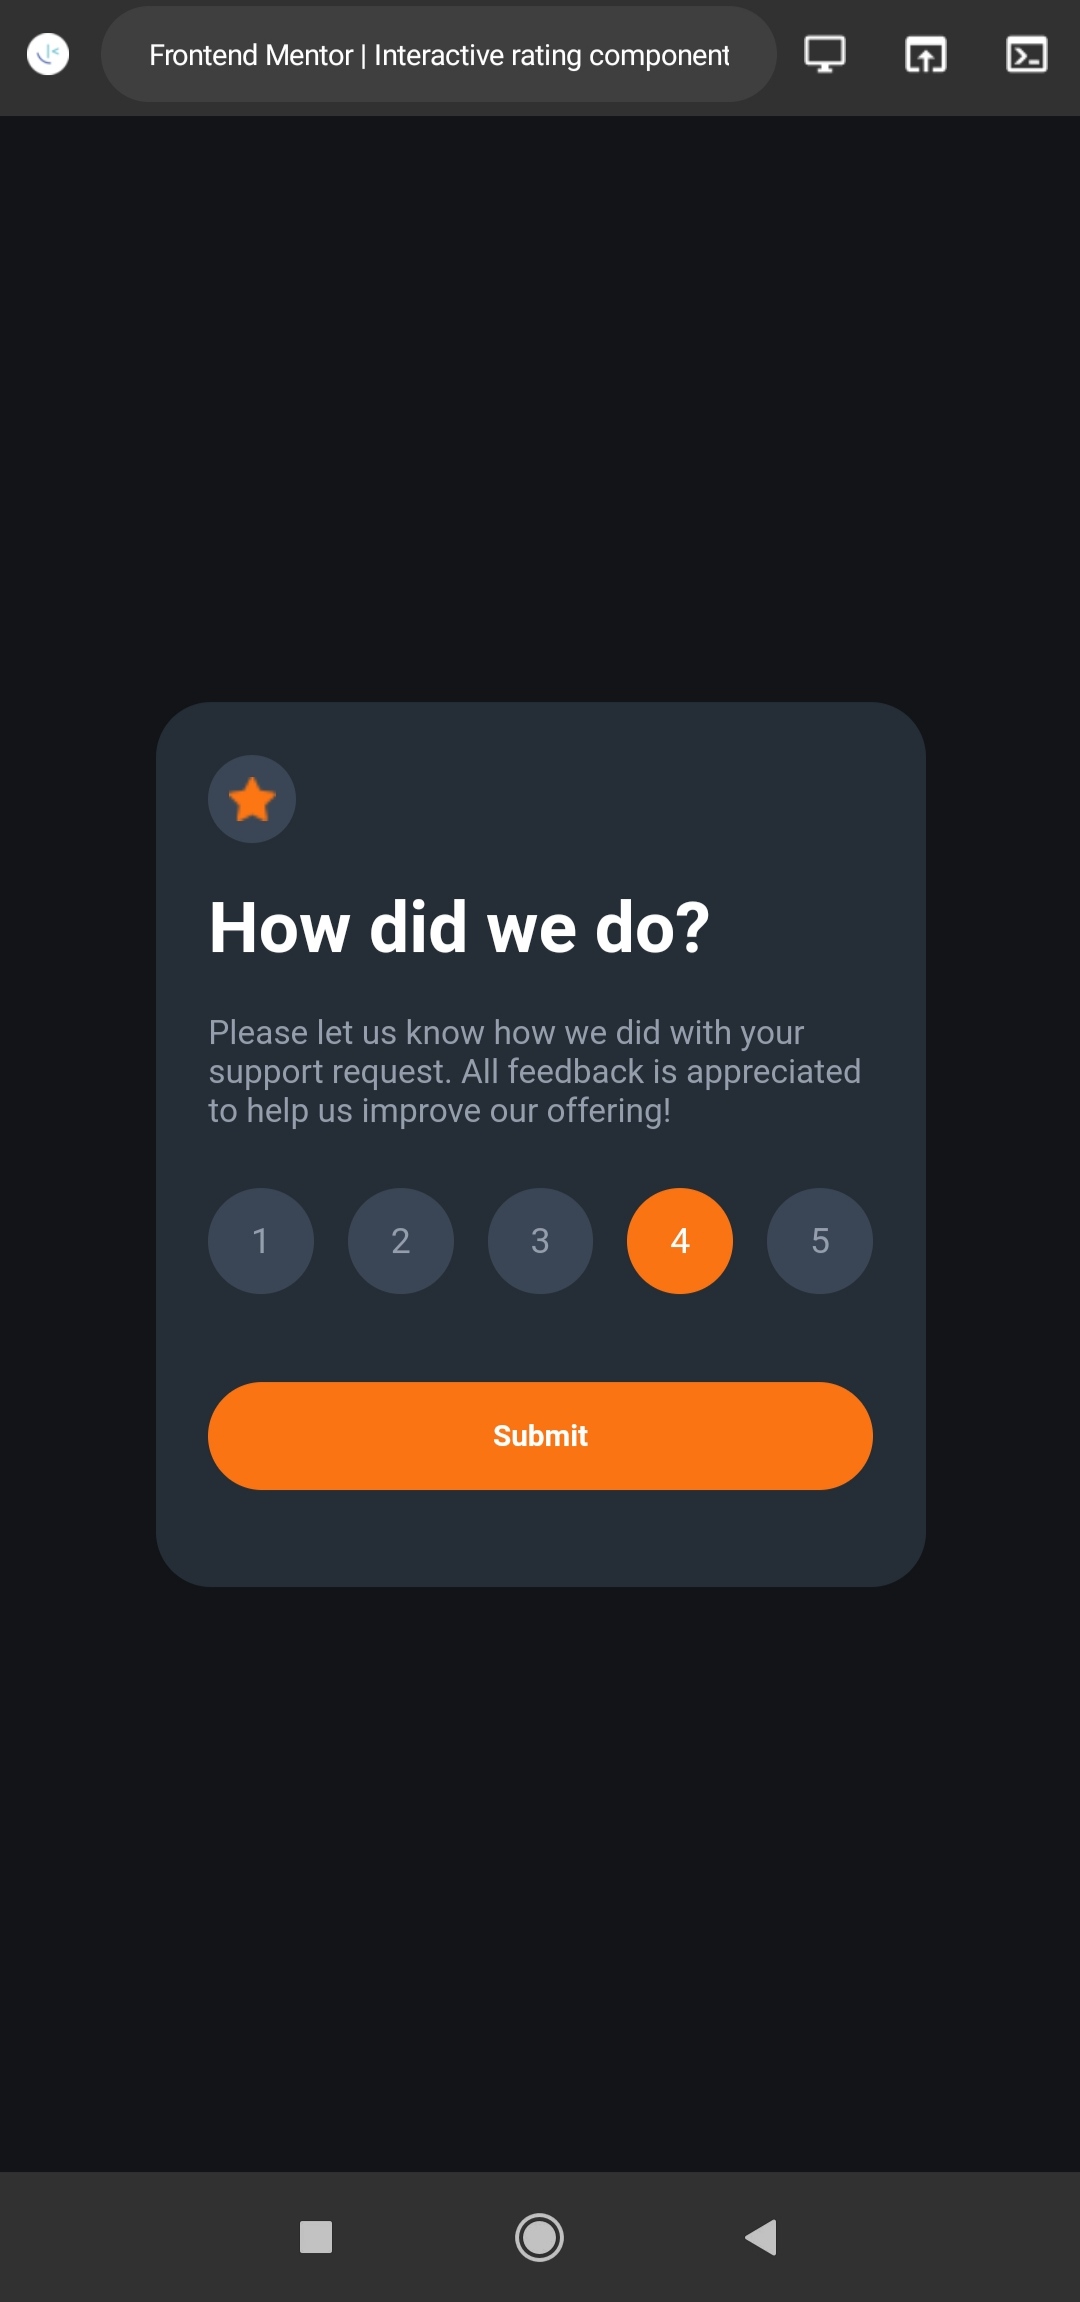 Frontend Mentor | Interactive rating component
How did we do?
Please let us know how we did with your
support request. All feedback is appreciated
to help us improve our offering!
1 2 3 4 5
Submit